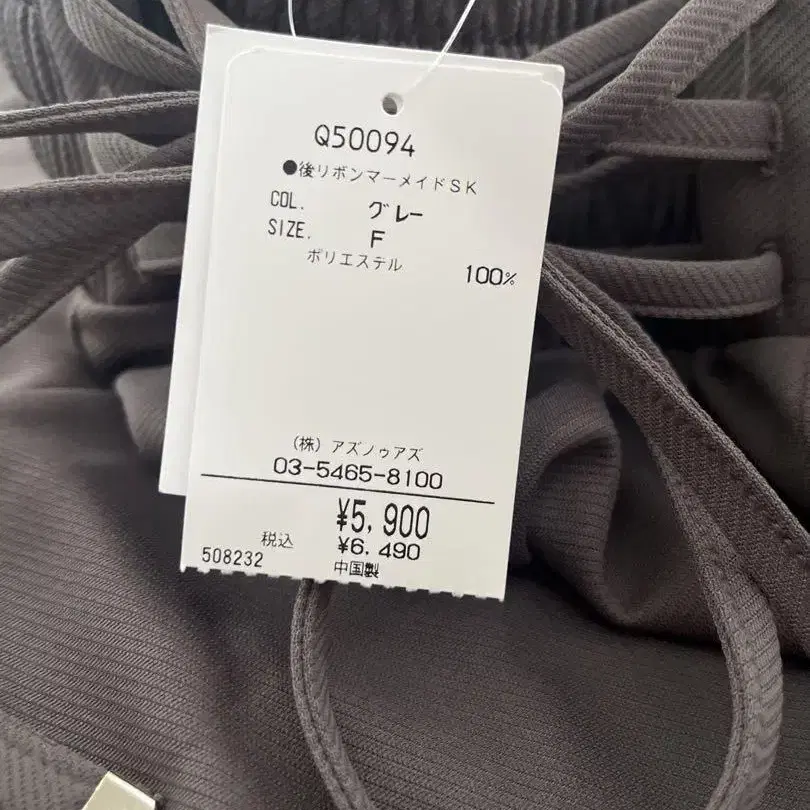 Q50094
●後リボンマーメイドSK
COL. グレー
SIZE. F
ポリエステル 100%
(株) アズノゥアズ
03-5465-8100
¥5,900
税込 ¥6.490
508232 中国製